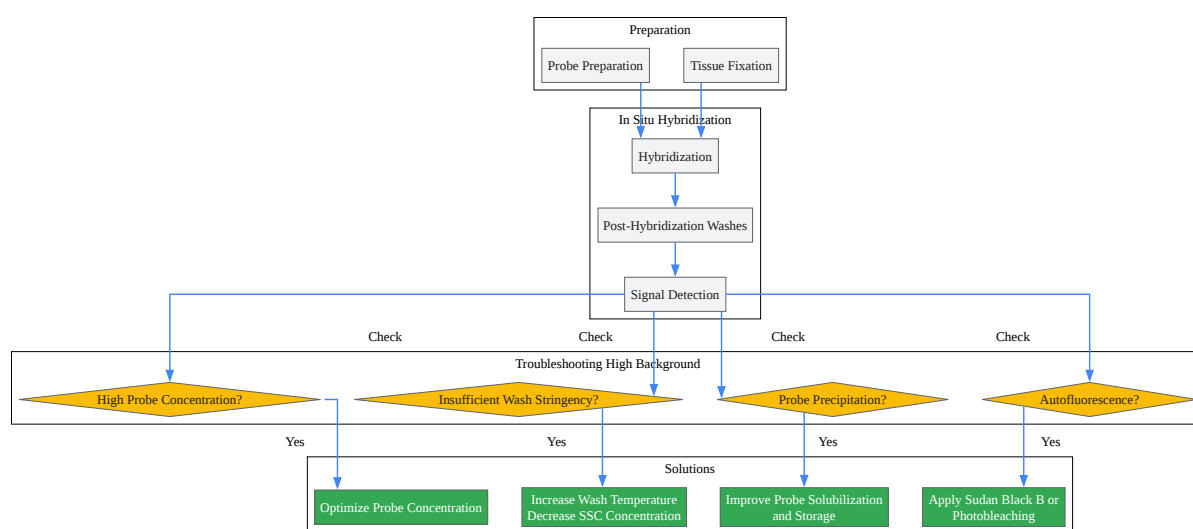 Preparation
Probe Preparation
Tissue Fixation
In Situ Hybridization
Hybridization
Post-Hybridization Washes
Signal Detection
Check
Check
Check
Check
Troubleshooting High Background
High Probe Concentration?
Insufficient Wash Stringency?
Probe Precipitation?
Autofluorescence?
Yes
Yes
Yes
Yes
Solutions
Optimize Probe Concentration
Increase Wash Temperature
Decrease SSC Concentration
Improve Probe Solubilization
and Storage
Apply Sudan Black B or
Photobleaching